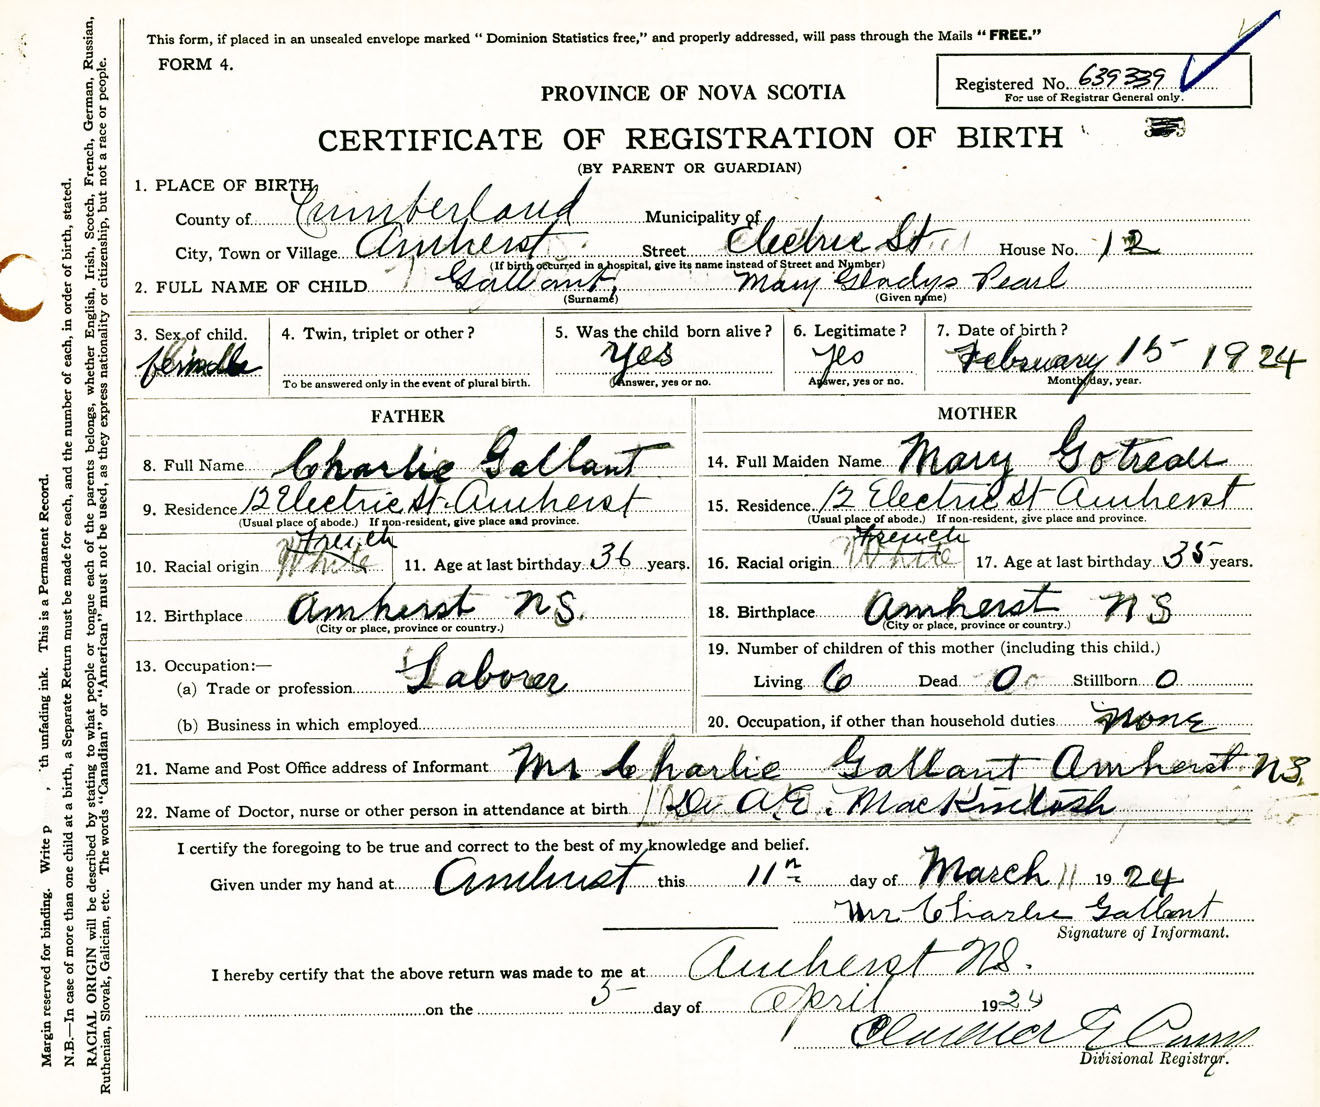 This form, if placed in an unsealed envelope marked "Dominion Statistics free," and properly addressed, will pass through the Mails "FREE."
FORM 4.
Registered No. 639339
For use of Registrar General only.
PROVINCE OF NOVA SCOTIA
CERTIFICATE OF REGISTRATION OF BIRTH
(BY PARENT OR GUARDIAN)
1. PLACE OF BIRTH
County of Cumberland Municipality of
City, Town or Village Amherst Street Electric St House No. 12
(If birth occurred in a hospital, give its name instead of Street and Number)
2. FULL NAME OF CHILD Gallant, Mary Gladys Pearl
(Surname) (Given name)
3. Sex of child. 4. Twin, triplet or other? 5. Was the child born alive? 6. Legitimate? 7. Date of birth?
Yes yes February 15 1924
To be answered only in the event of plural birth. Answer, yes or no. Answer, yes or no. Month, day, year.
FATHER MOTHER
8. Full Name Charlie Gallant 14. Full Maiden Name Mary Gotreau
9. Residence 12 Electric St. Amherst 15. Residence. 12 Electric St Amherst
(Usual place of abode.) If non-resident, give place and province. (Usual place of abode.) If non-resident, give place and province.
French French
10. Racial origin White 11. Age at last birthday 36 years. 16. Racial origin White 17. Age at last birthday 35 years.
12. Birthplace Amherst NS. 18. Birthplace Amherst NS
(City or place, province or country.) (City or place, province or country.)
13. Occupation:— 19. Number of children of this mother (including this child.)
(a) Trade or profession Laborer Living 6 Dead 0 Stillborn 0
(b) Business in which employed 20. Occupation, if other than household duties None
21. Name and Post Office address of Informant Mr Charlie Gallant Amherst NS.
22. Name of Doctor, nurse or other person in attendance at birth Dr A.E. MacKintosh
I certify the foregoing to be true and correct to the best of my knowledge and belief.
Given under my hand at Amherst this 11 day of March 11 1924
Mr Charlie Gallant
Signature of Informant.
I hereby certify that the above return was made to me at Amherst NS.
on the 5 day of April 1924
Clarence E
Divisional Registrar.
Margin reserved for binding. Write p th unfading ink. This is a Permanent Record.
N.B.—In case of more than one child at a birth, a Separate Return must be made for each, and the number of each, in order of birth, stated.
RACIAL ORIGIN will be described by stating to what people or tongue each of the parents belongs, whether English, Irish, Scotch, French, German, Russian,
Ruthenian, Slovak, Galician, etc. The words "Canadian" or "American" must not be used, as they express nationality or citizenship, but not a race or people.